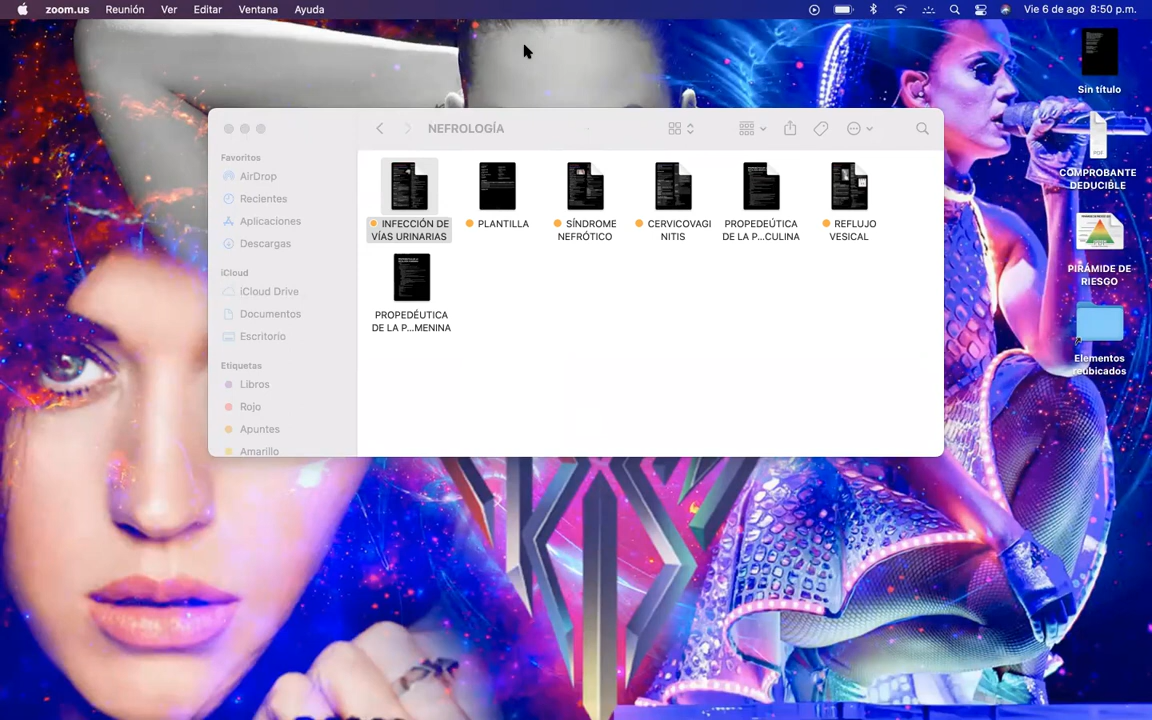 zoom.us Reunión Ver Editar Ventana Ayuda Vie 6 de ago 8:50 p.m.
Sin título
NEFROLOGÍA
Favoritos
AirDrop
Recientes
Aplicaciones
Descargas
iCloud
iCloud Drive
Documentos
Escritorio
Etiquetas
Libros
Rojo
Apuntes
Amarillo
INFECCIÓN DE
VÍAS URINARIAS
PLANTILLA
SÍNDROME
NEFRÓTICO
CERVICOVAGI
NITIS
PROPEDEÚTICA
DE LA P...CULINA
REFLUJO
VESICAL
PROPEDÉUTICA
DE LA P...MENINA
PDF
COMPROBANTE
DEDUCIBLE
PIRÁMIDE DE
RIESGO
Elementos
reubicados